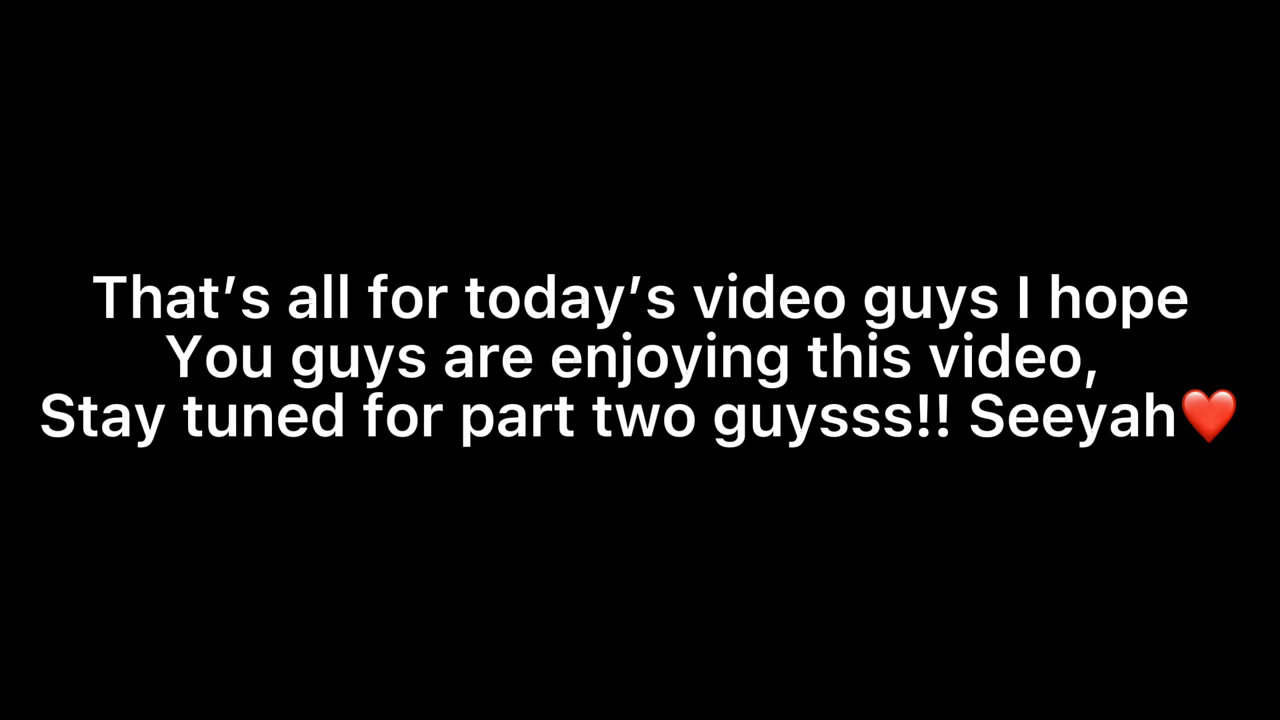 That’s all for today’s video guys I hope
You guys are enjoying this video,
Stay tuned for part two guysss!! Seeyah❤️